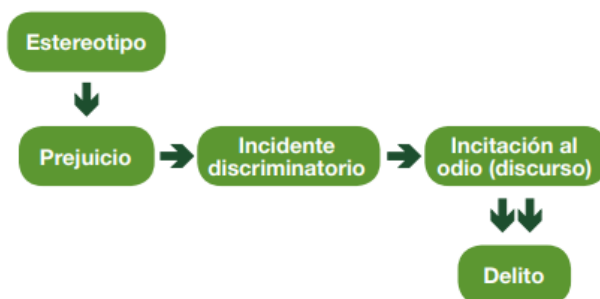 Estereotipo
Prejuicio
Incidente
discriminatorio
Incitación al
odio (discurso)
Delito